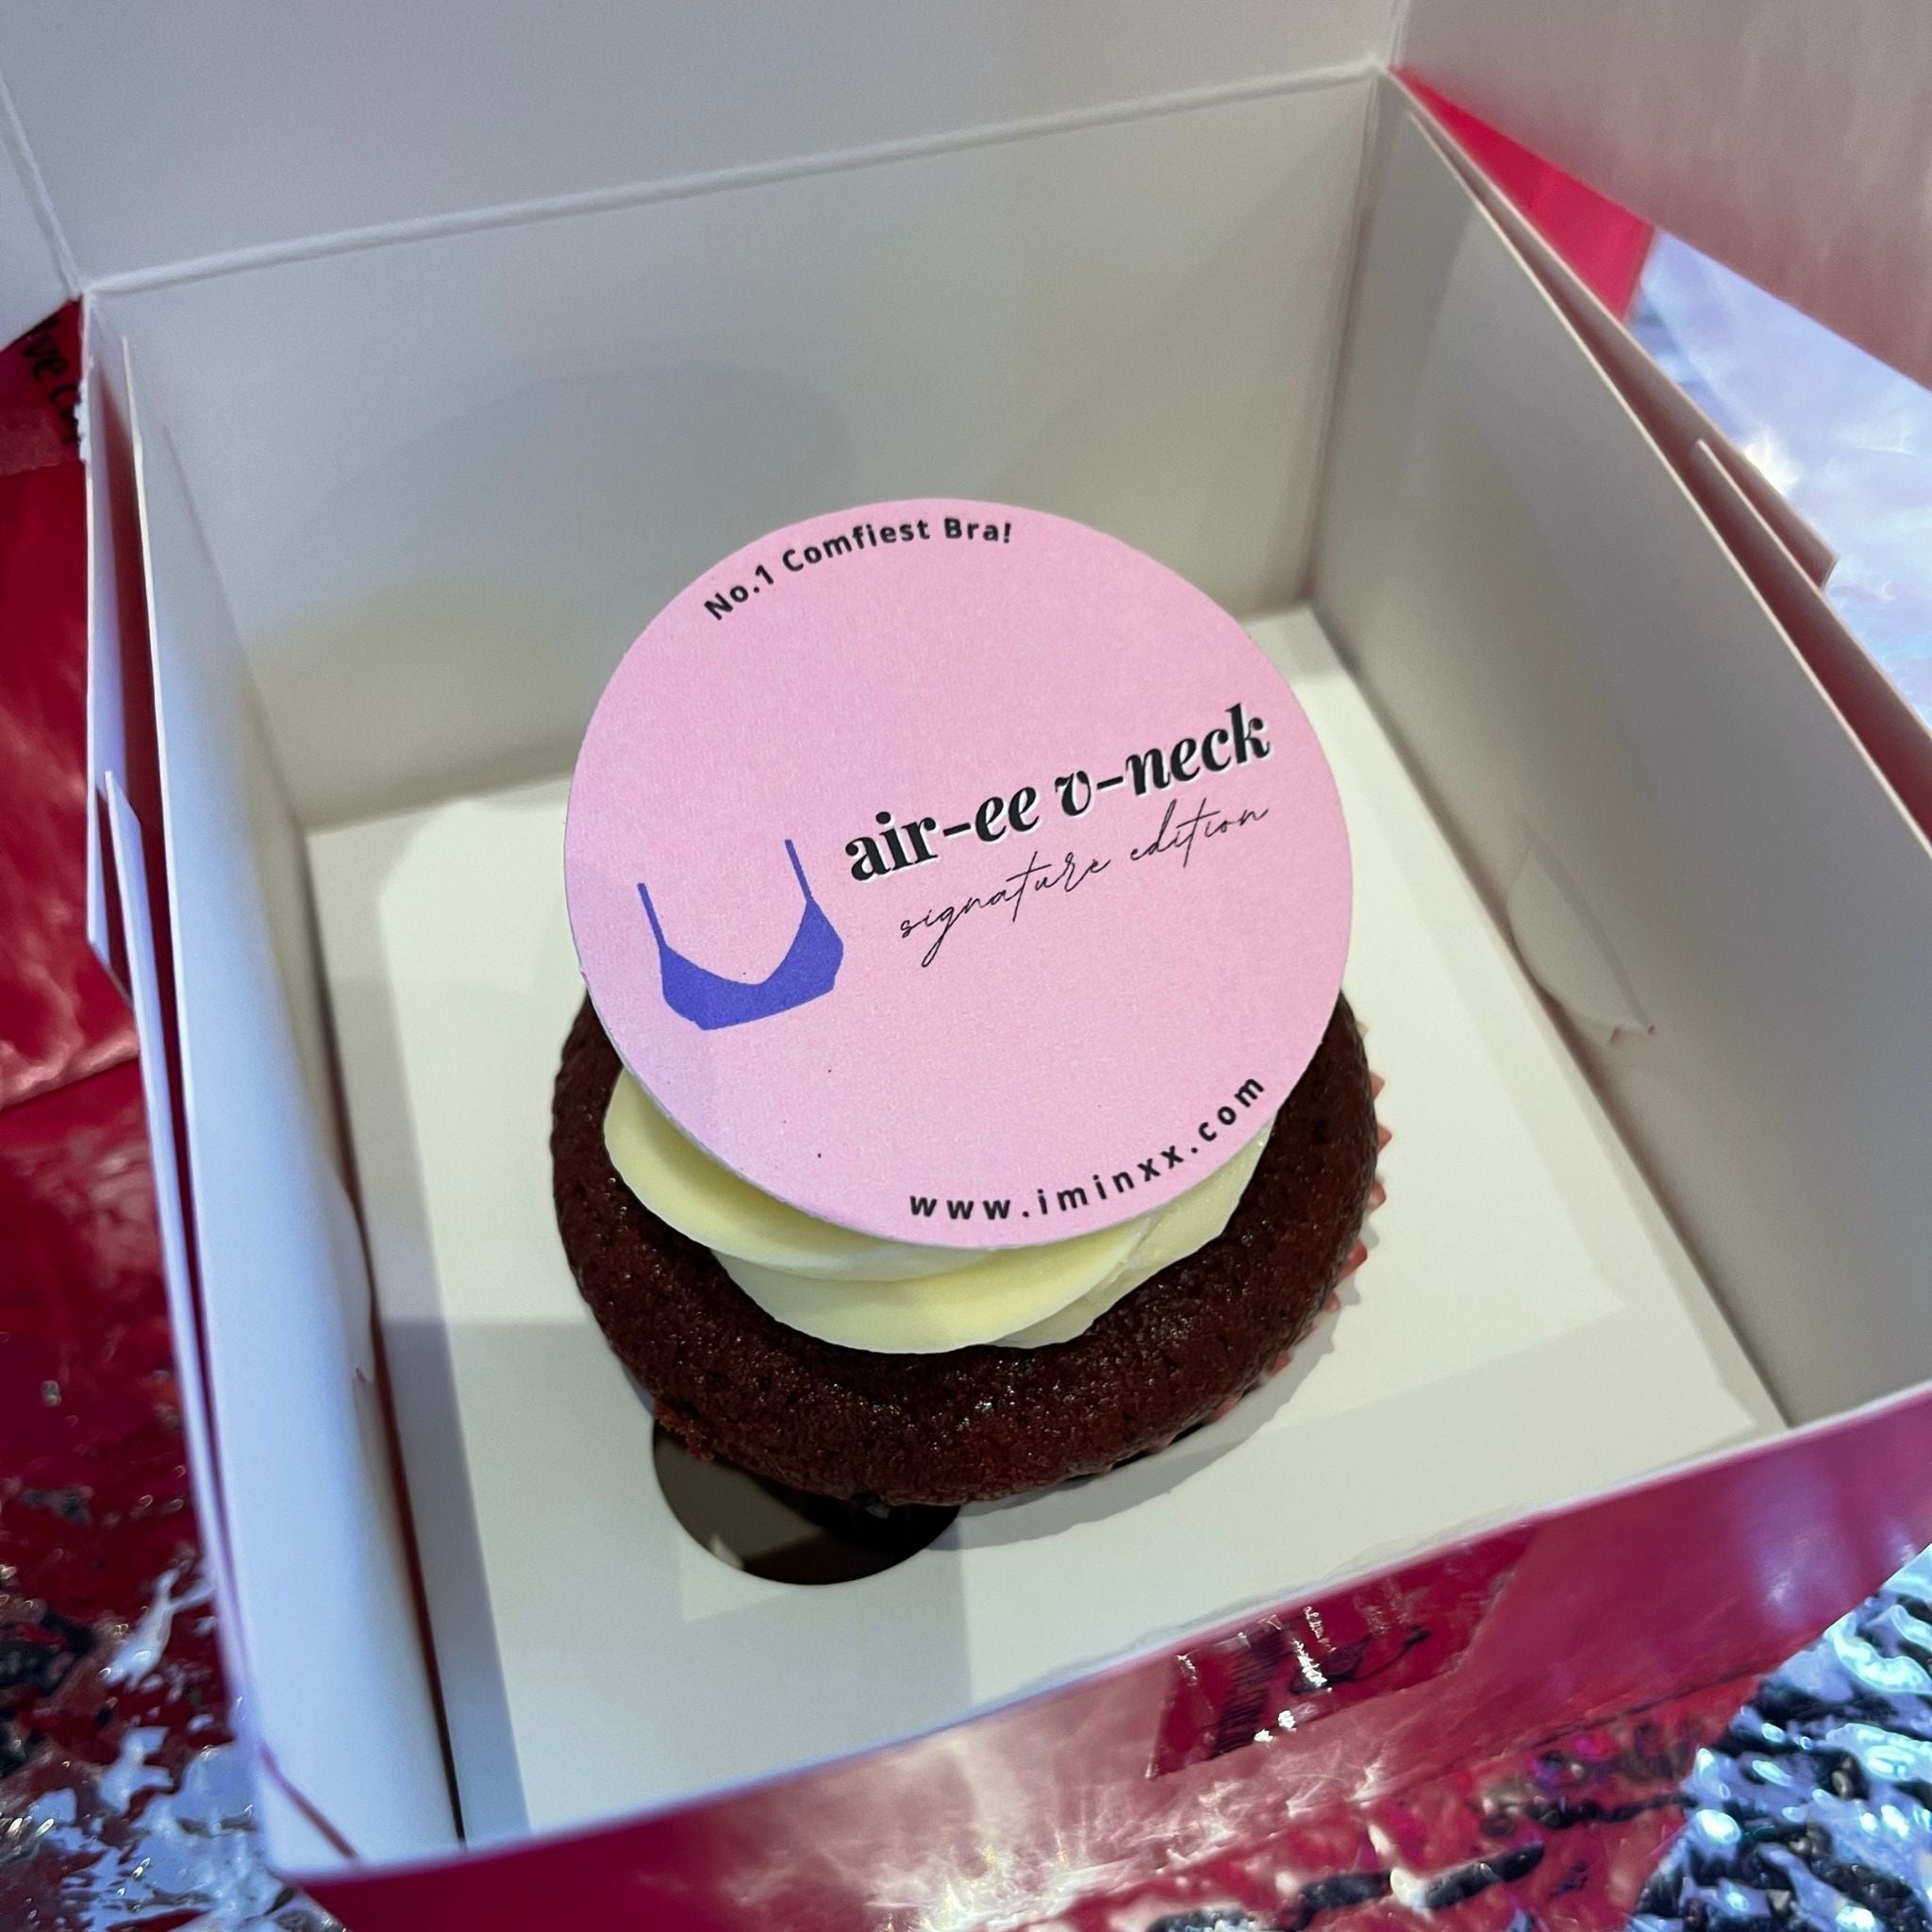 No.1 Comfiest Bra!
air-ee v-neck
signature edition
www.iminxx.com